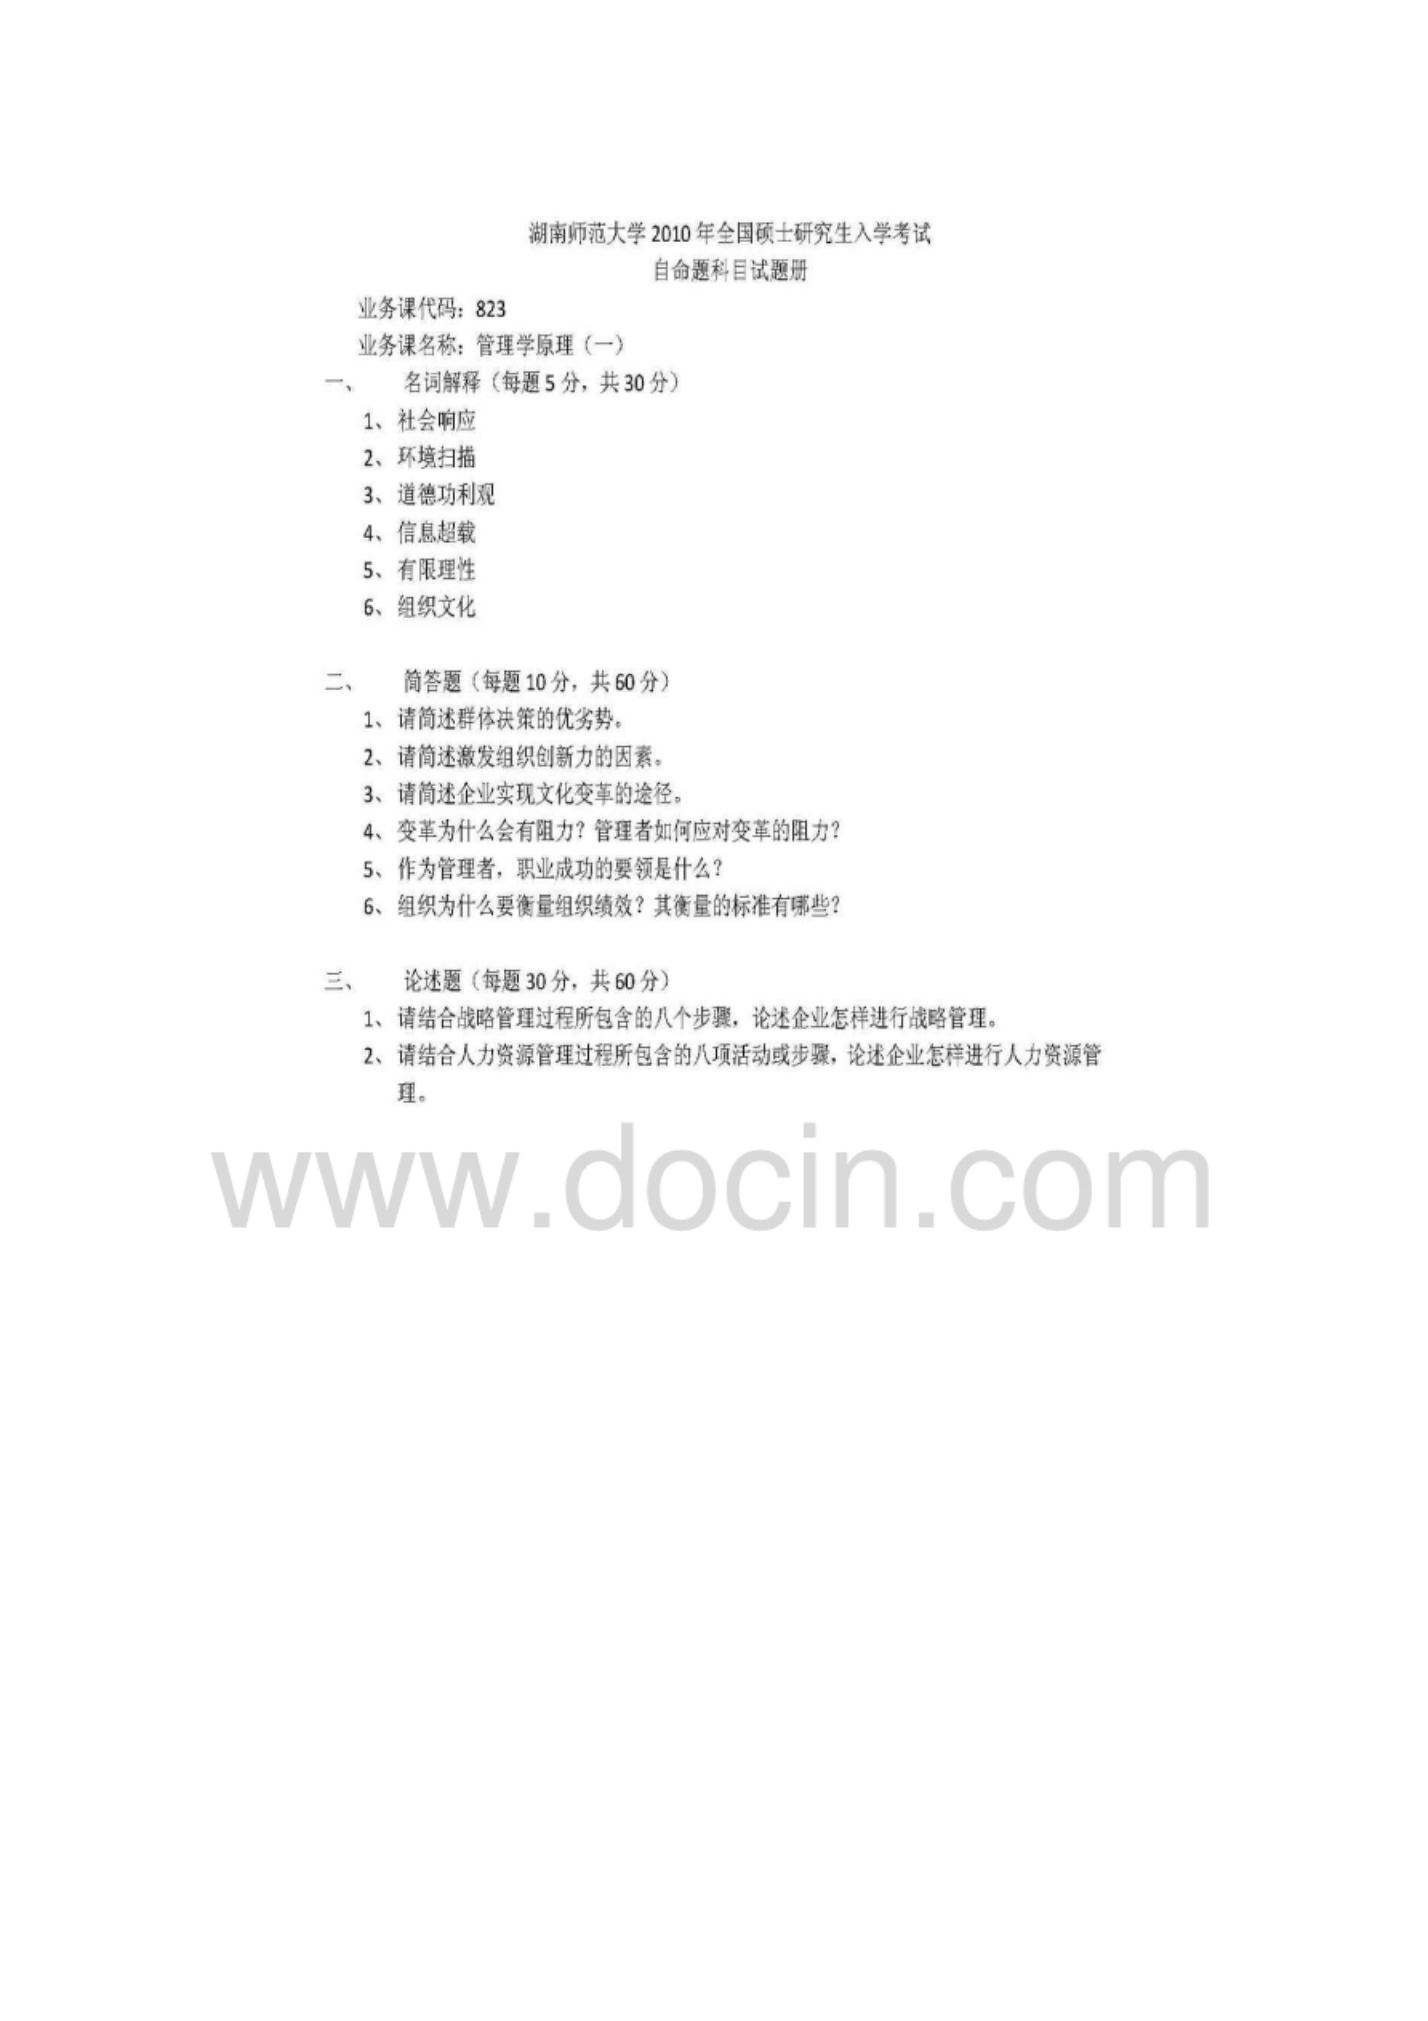 湖南师范大学 2010 年全国硕士研究生入学考试
自命题科目试题册
业务课代码：823
业务课名称：管理学原理（一）
一、 名词解释（每题 5 分，共 30 分）
1、社会响应
2、环境扫描
3、道德功利观
4、信息超载
5、有限理性
6、组织文化
二、 简答题（每题 10 分，共 60 分）
1、请简述群体决策的优劣势。
2、请简述激发组织创新力的因素。
3、请简述企业实现文化变革的途径。
4、变革为什么会有阻力？管理者如何应对变革的阻力？
5、作为管理者，职业成功的要领是什么？
6、组织为什么要衡量组织绩效？其衡量的标准有哪些？
三、 论述题（每题 30 分，共 60 分）
1、请结合战略管理过程所包含的八个步骤，论述企业怎样进行战略管理。
2、请结合人力资源管理过程所包含的八项活动或步骤，论述企业怎样进行人力资源管
理。
www.docin.com